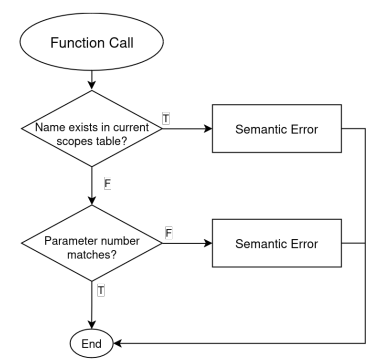 Function Call
Name exists in current
scopes table?
T
Semantic Error
F
Parameter number
matches?
F
Semantic Error
T
End